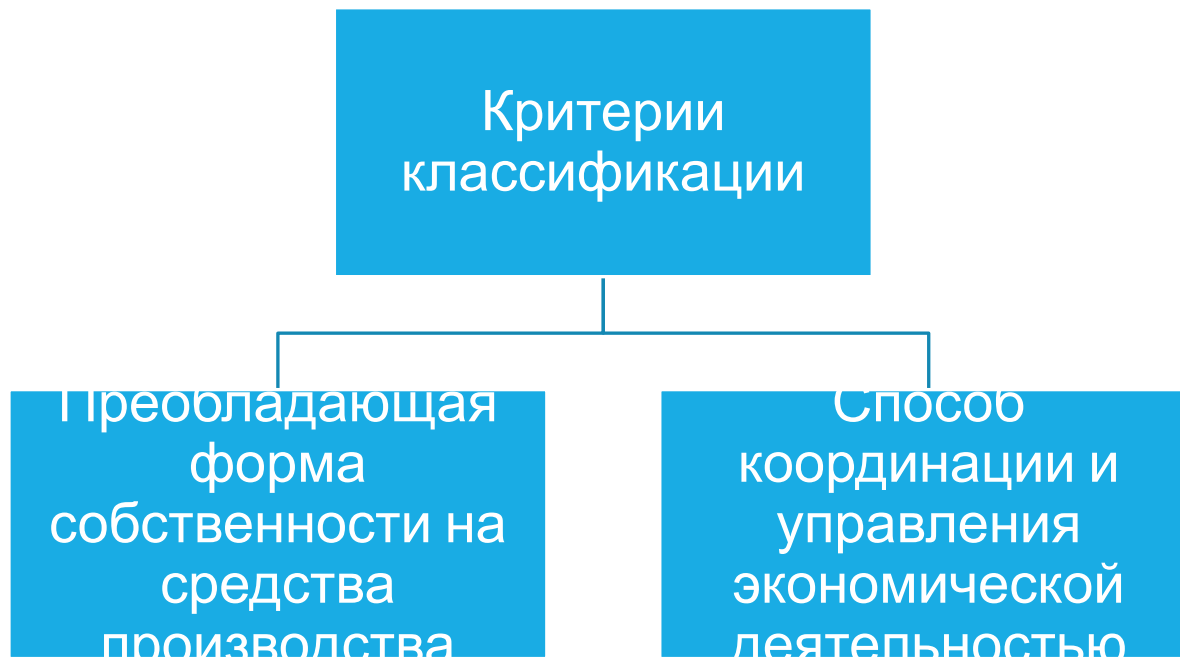 Критерии
классификации
Преобладающая
форма
собственности на
средства
производства
Способ
координации и
управления
экономической
деятельностью